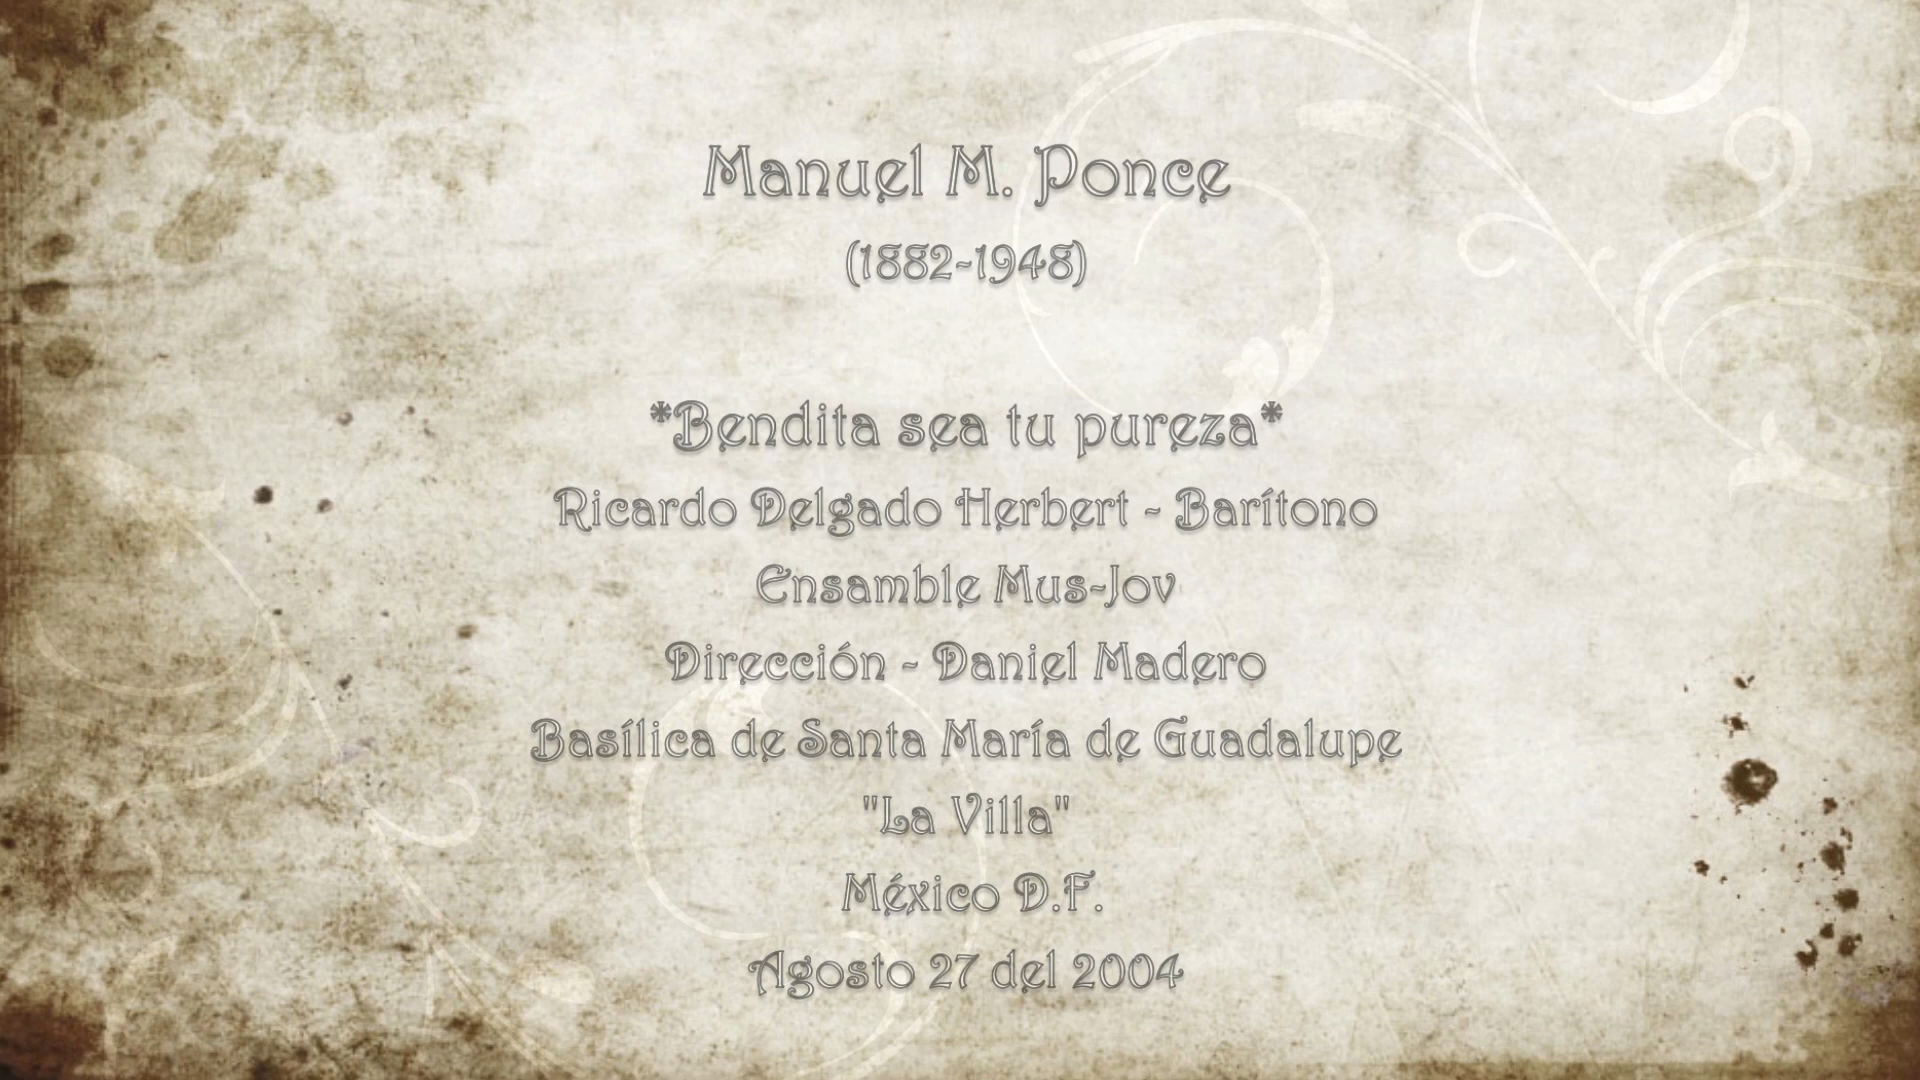 Manuel M. Ponce
(1882-1948)
*Bendita sea tu pureza*
Ricardo Delgado Herbert - Barítono
Ensamble Mus-Jov
Dirección - Daniel Madero
Basílica de Santa María de Guadalupe
"La Villa"
México D.F.
Agosto 27 del 2004